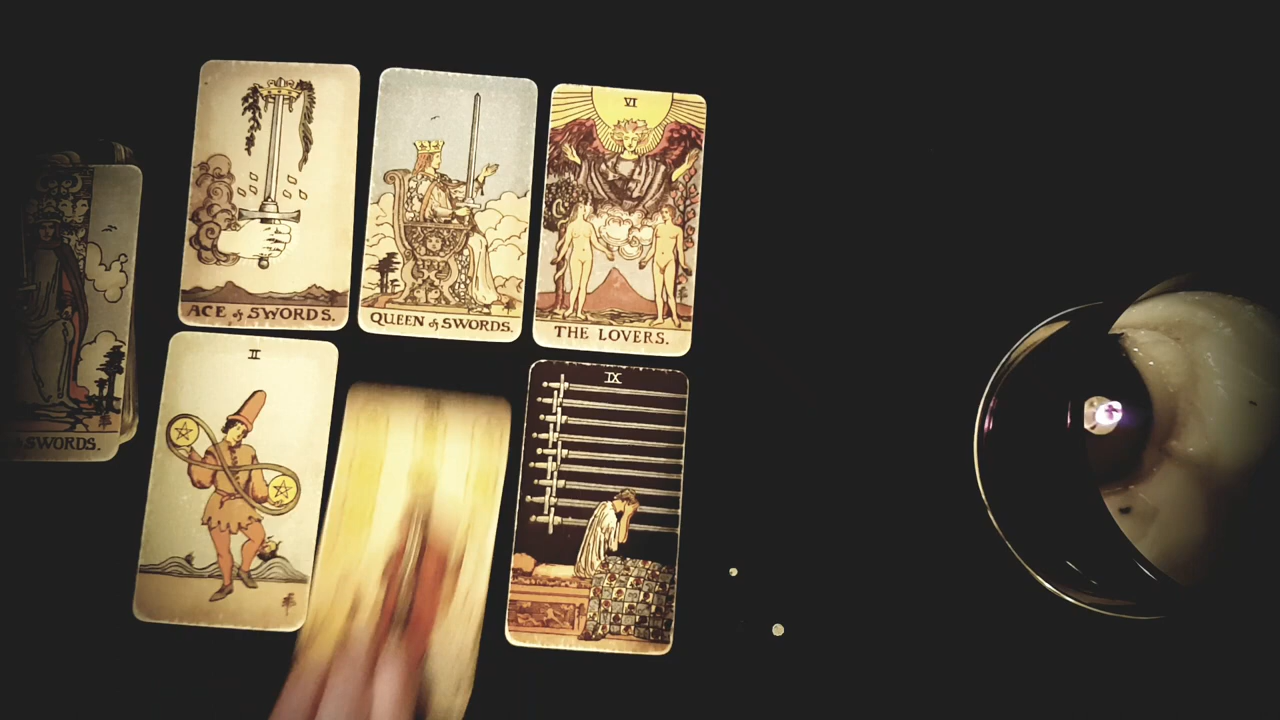 ACE of SWORDS.
QUEEN of SWORDS.
VI
THE LOVERS.
SWORDS.
II
IX